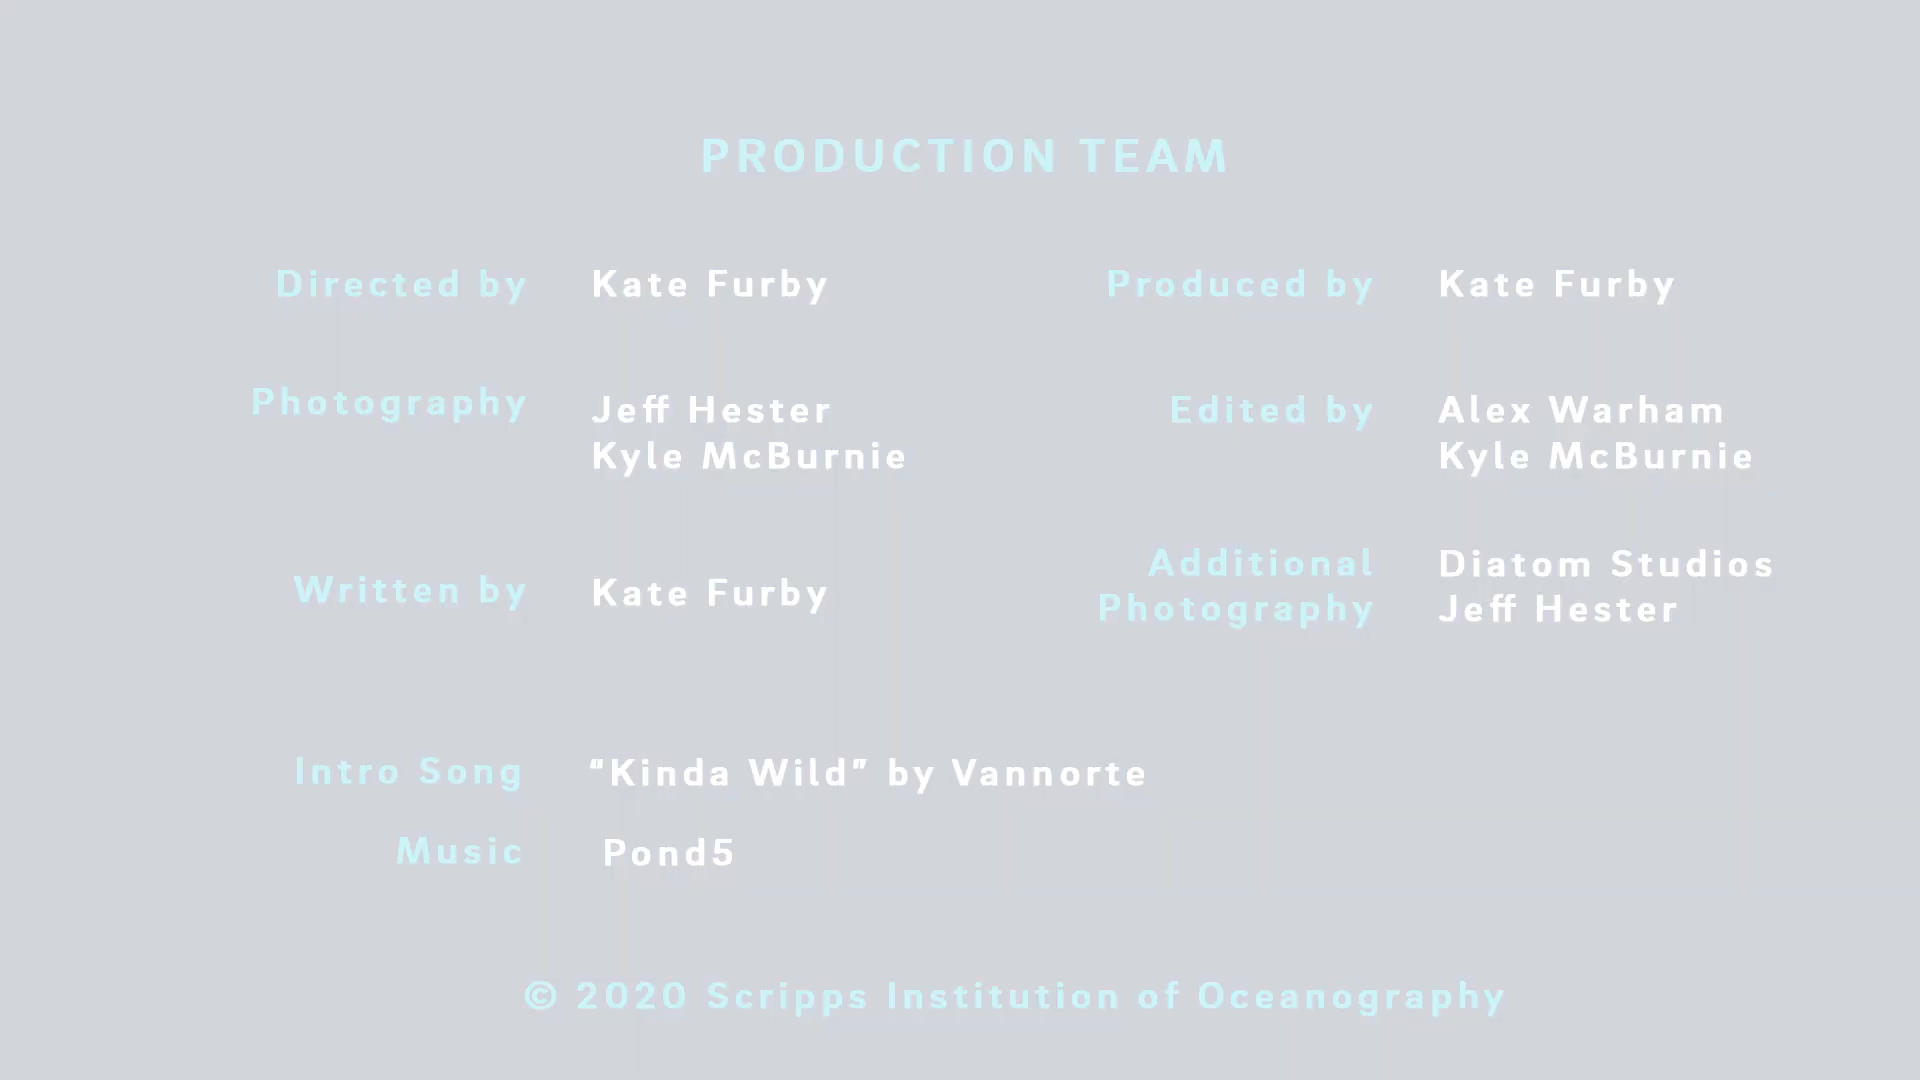 PRODUCTION TEAM
Directed by Kate Furby
Produced by Kate Furby
Photography Jeff Hester
Kyle McBurnie
Edited by Alex Warham
Kyle McBurnie
Written by Kate Furby
Additional Diatom Studios
Photography Jeff Hester
Intro Song “Kinda Wild” by Vannorte
Music Pond5
© 2020 Scripps Institution of Oceanography